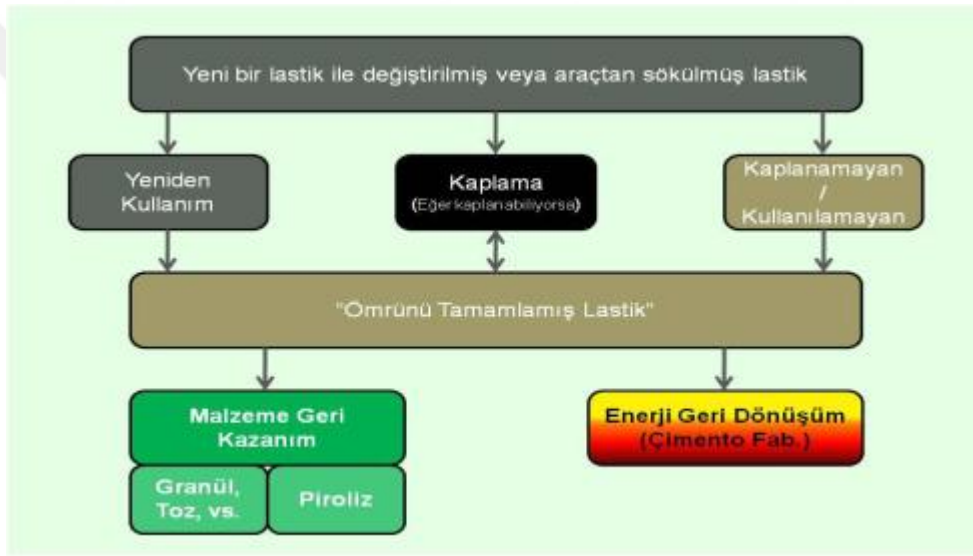 Yeni bir lastik ile değiştirilmiş veya araçtan sökülmüş lastik
Yeniden
Kullanım
Kaplama
(Eğer kaplanabiliyorsa)
Kaplanamayan
/
Kullanılamayan
"Ömrünü Tamamlamış Lastik"
Malzeme Geri
Kazanım
Granül,
Toz, vs.
Piroliz
Enerji Geri Dönüşüm
(Çimento Fab.)